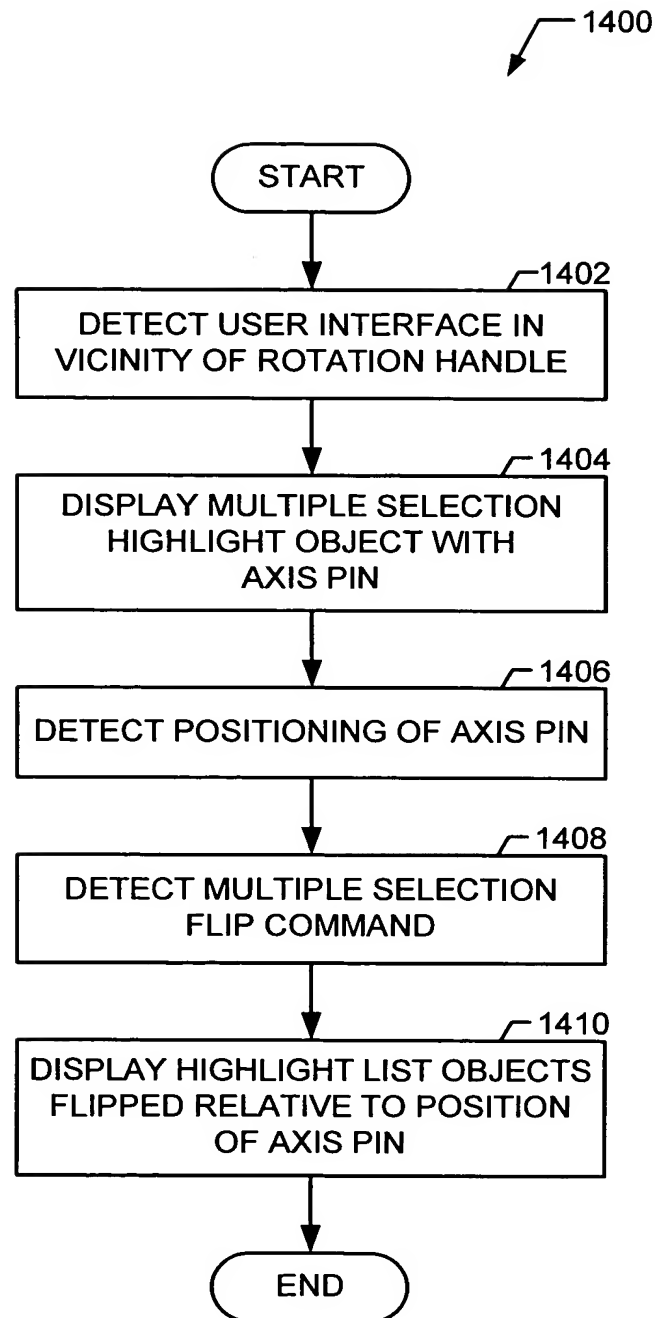 1400
START
1402
DETECT USER INTERFACE IN
VICINITY OF ROTATION HANDLE
1404
DISPLAY MULTIPLE SELECTION
HIGHLIGHT OBJECT WITH
AXIS PIN
1406
DETECT POSITIONING OF AXIS PIN
1408
DETECT MULTIPLE SELECTION
FLIP COMMAND
1410
DISPLAY HIGHLIGHT LIST OBJECTS
FLIPPED RELATIVE TO POSITION
OF AXIS PIN
END